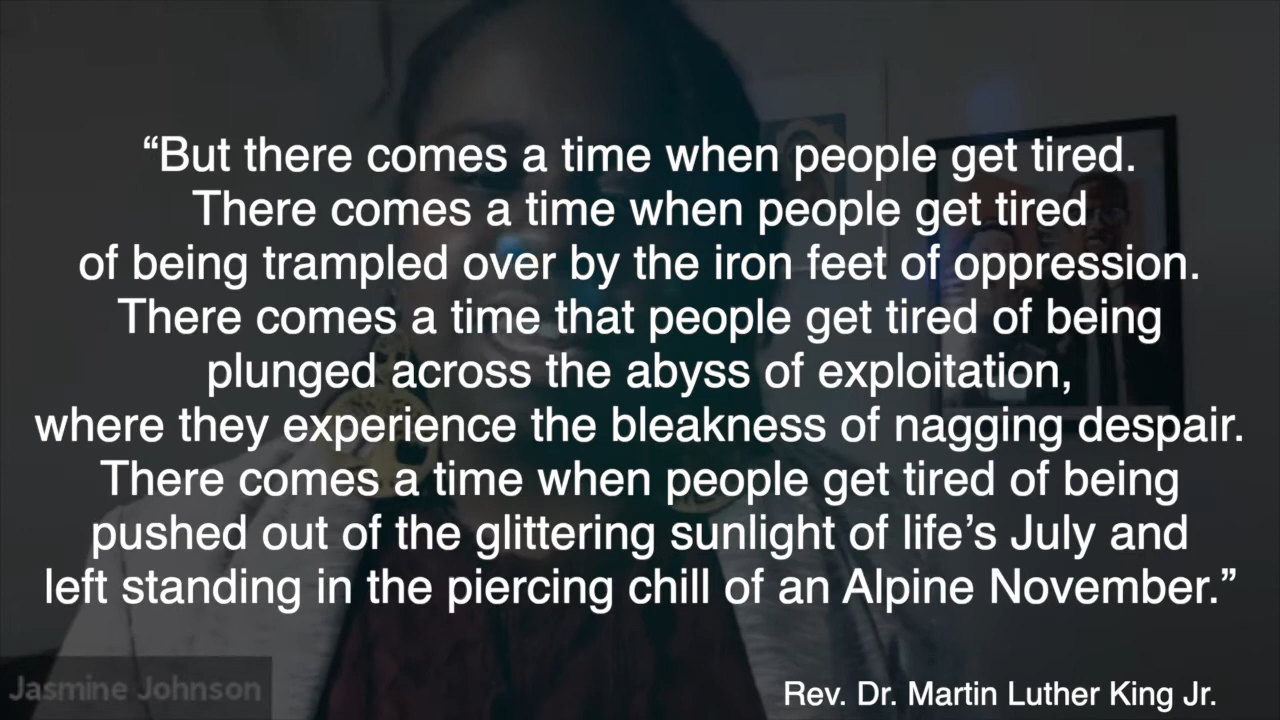 “But there comes a time when people get tired.
There comes a time when people get tired
of being trampled over by the iron feet of oppression.
There comes a time that people get tired of being
plunged across the abyss of exploitation,
where they experience the bleakness of nagging despair.
There comes a time when people get tired of being
pushed out of the glittering sunlight of life’s July and
left standing in the piercing chill of an Alpine November.”
Jasmine Johnson
Rev. Dr. Martin Luther King Jr.